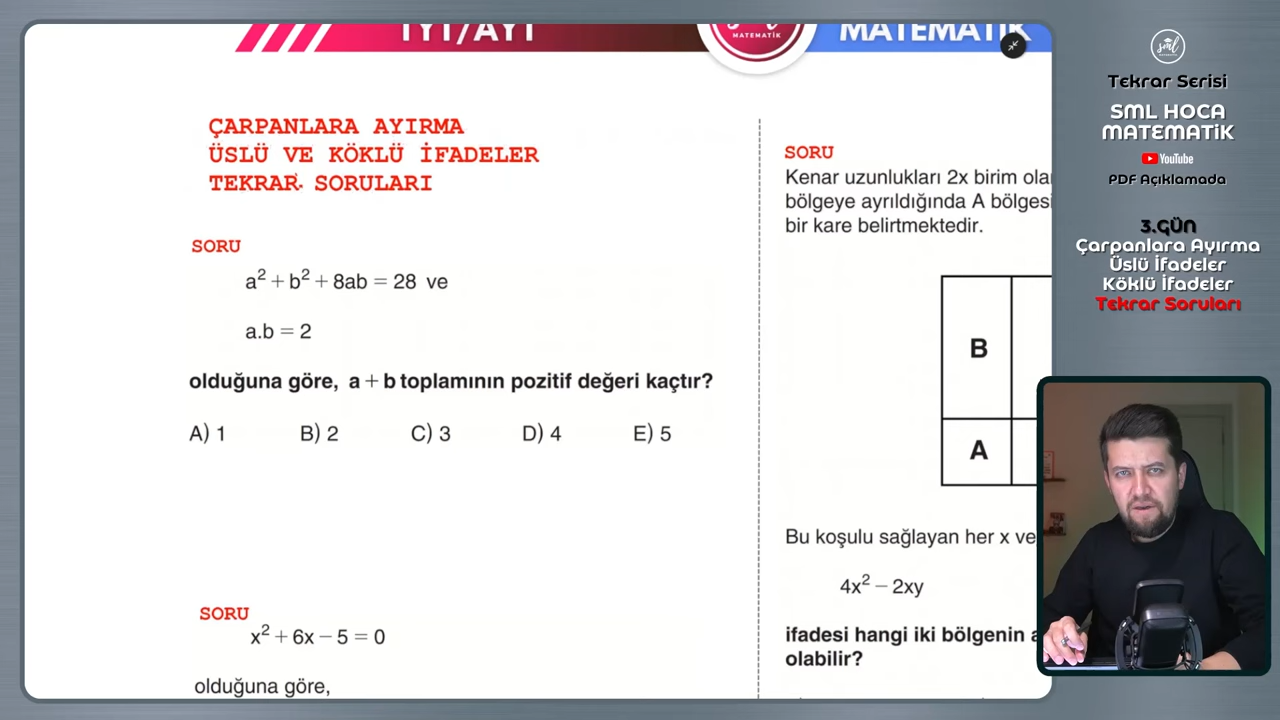 TYT/AYT
MATEMATİK
MATEMATİK
ÇARPANLARA AYIRMA
ÜSLÜ VE KÖKLÜ İFADELER
TEKRAR SORULARI
SORU
a² + b² + 8ab = 28 ve
a.b = 2
olduğuna göre, a + b toplamının pozitif değeri kaçtır?
A) 1 B) 2 C) 3 D) 4 E) 5
SORU
x² + 6x − 5 = 0
olduğuna göre,
SORU
Kenar uzunlukları 2x birim olan
bölgeye ayrıldığında A bölgesi
bir kare belirtmektedir.
B
A
Bu koşulu sağlayan her x ve
4x² − 2xy
ifadesi hangi iki bölgenin
olabilir?
sml
Tekrar Serisi
SML HOCA
MATEMATİK
YouTube
PDF Açıklamada
3.GÜN
Çarpanlara Ayırma
Üslü İfadeler
Köklü İfadeler
Tekrar Soruları